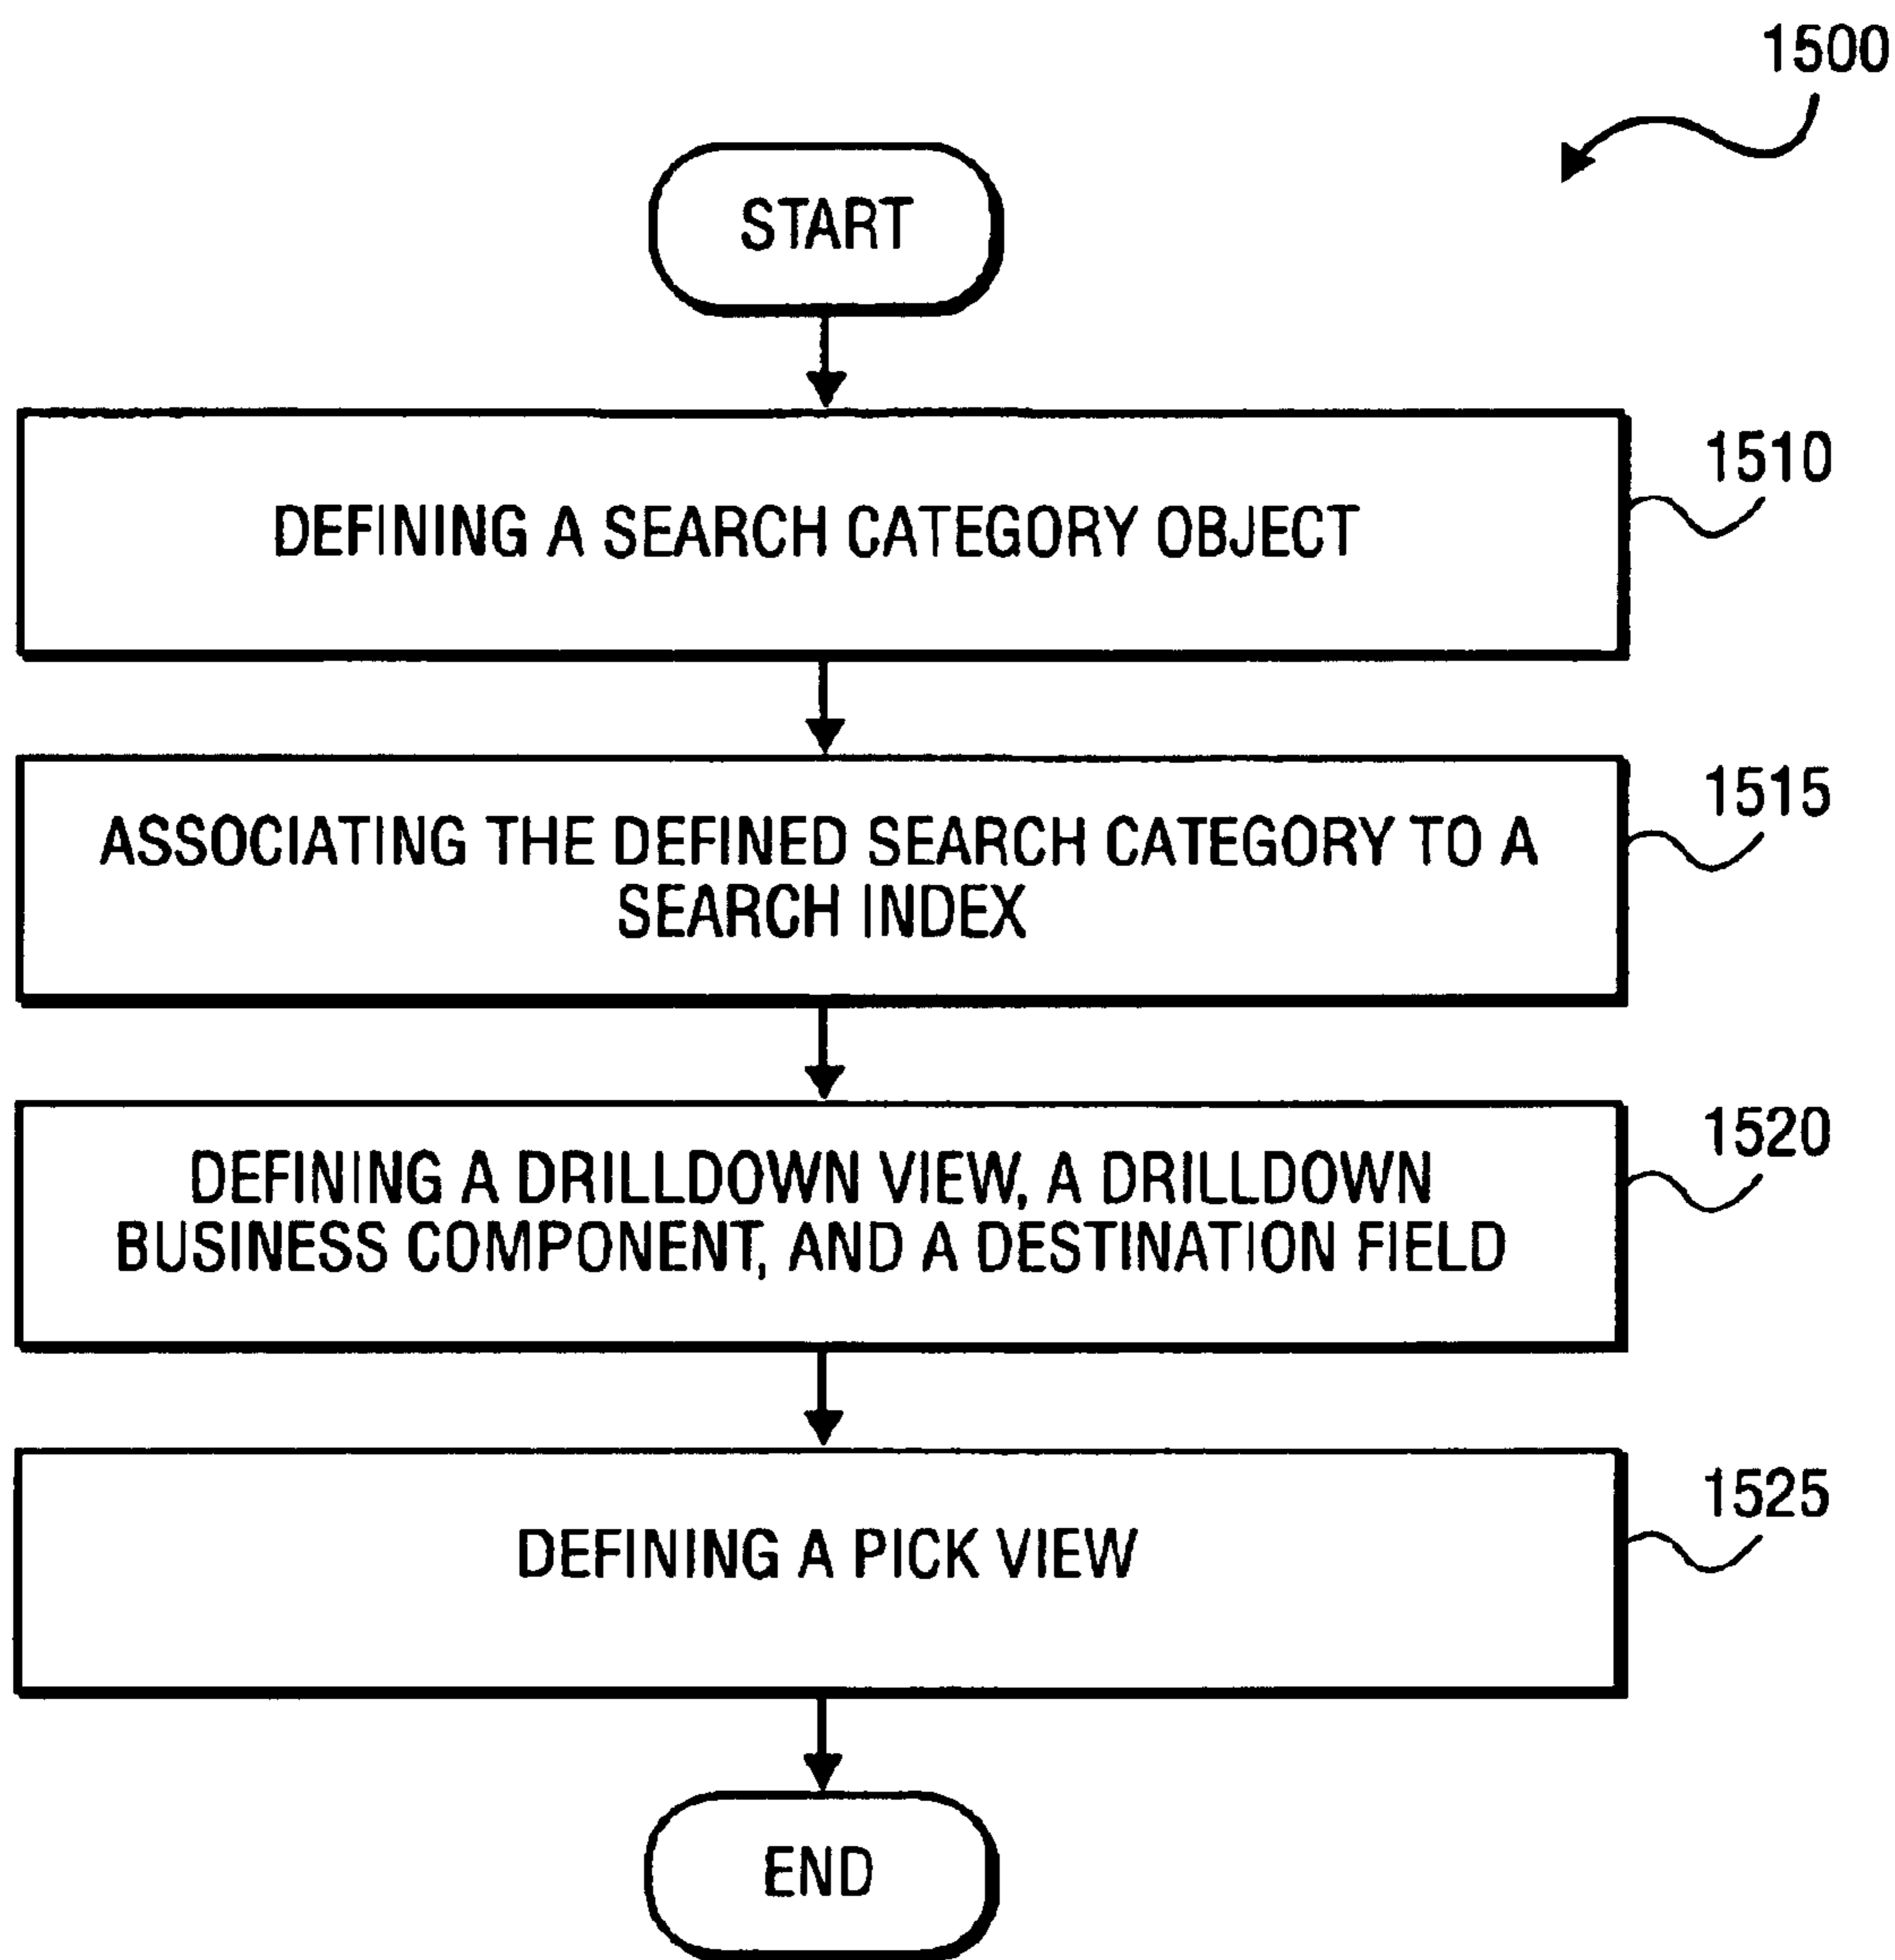 1500
START
1510
DEFINING A SEARCH CATEGORY OBJECT
1515
ASSOCIATING THE DEFINED SEARCH CATEGORY TO A
SEARCH INDEX
1520
DEFINING A DRILLDOWN VIEW, A DRILLDOWN
BUSINESS COMPONENT, AND A DESTINATION FIELD
1525
DEFINING A PICK VIEW
END